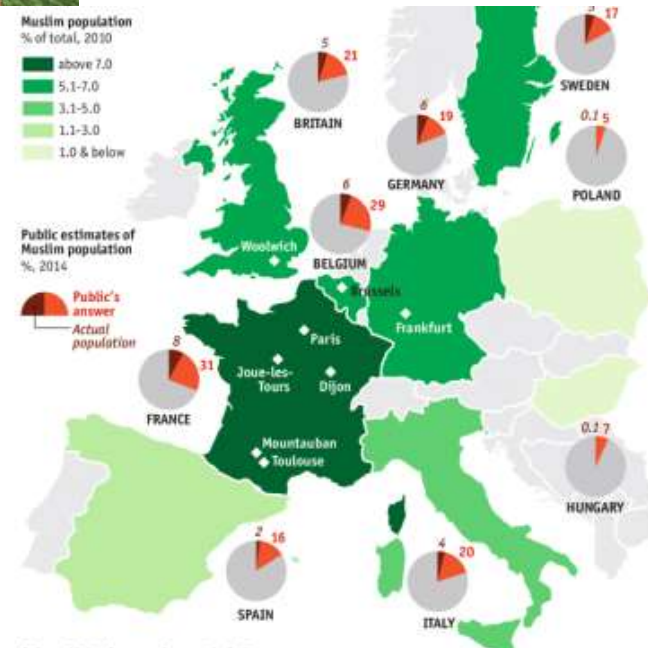 Muslim population
% of total, 2010
above 7.0
5.1-7.0
3.1-5.0
1.1-3.0
1.0 & below
5
21
BRITAIN
17
SWEDEN
6
19
GERMANY
0.1 5
POLAND
6
29
BELGIUM
Public estimates of
Muslim population
%, 2014
Public's
answer
Actual
population
Woolwich
Brussels
Frankfurt
Paris
Joue-les-
Tours
Dijon
Mountauban
Toulouse
8
31
FRANCE
0.1 7
HUNGARY
2
16
SPAIN
4
20
ITALY